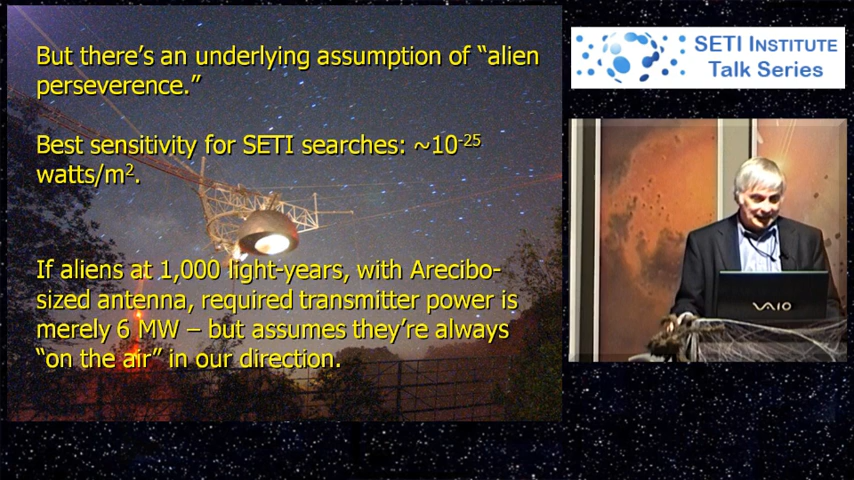 But there's an underlying assumption of “alien
perseverence.”
Best sensitivity for SETI searches: ~10⁻²⁵
watts/m².
If aliens at 1,000 light-years, with Arecibo-
sized antenna, required transmitter power is
merely 6 MW – but assumes they're always
“on the air” in our direction.
SETI INSTITUTE
Talk Series
VAIO